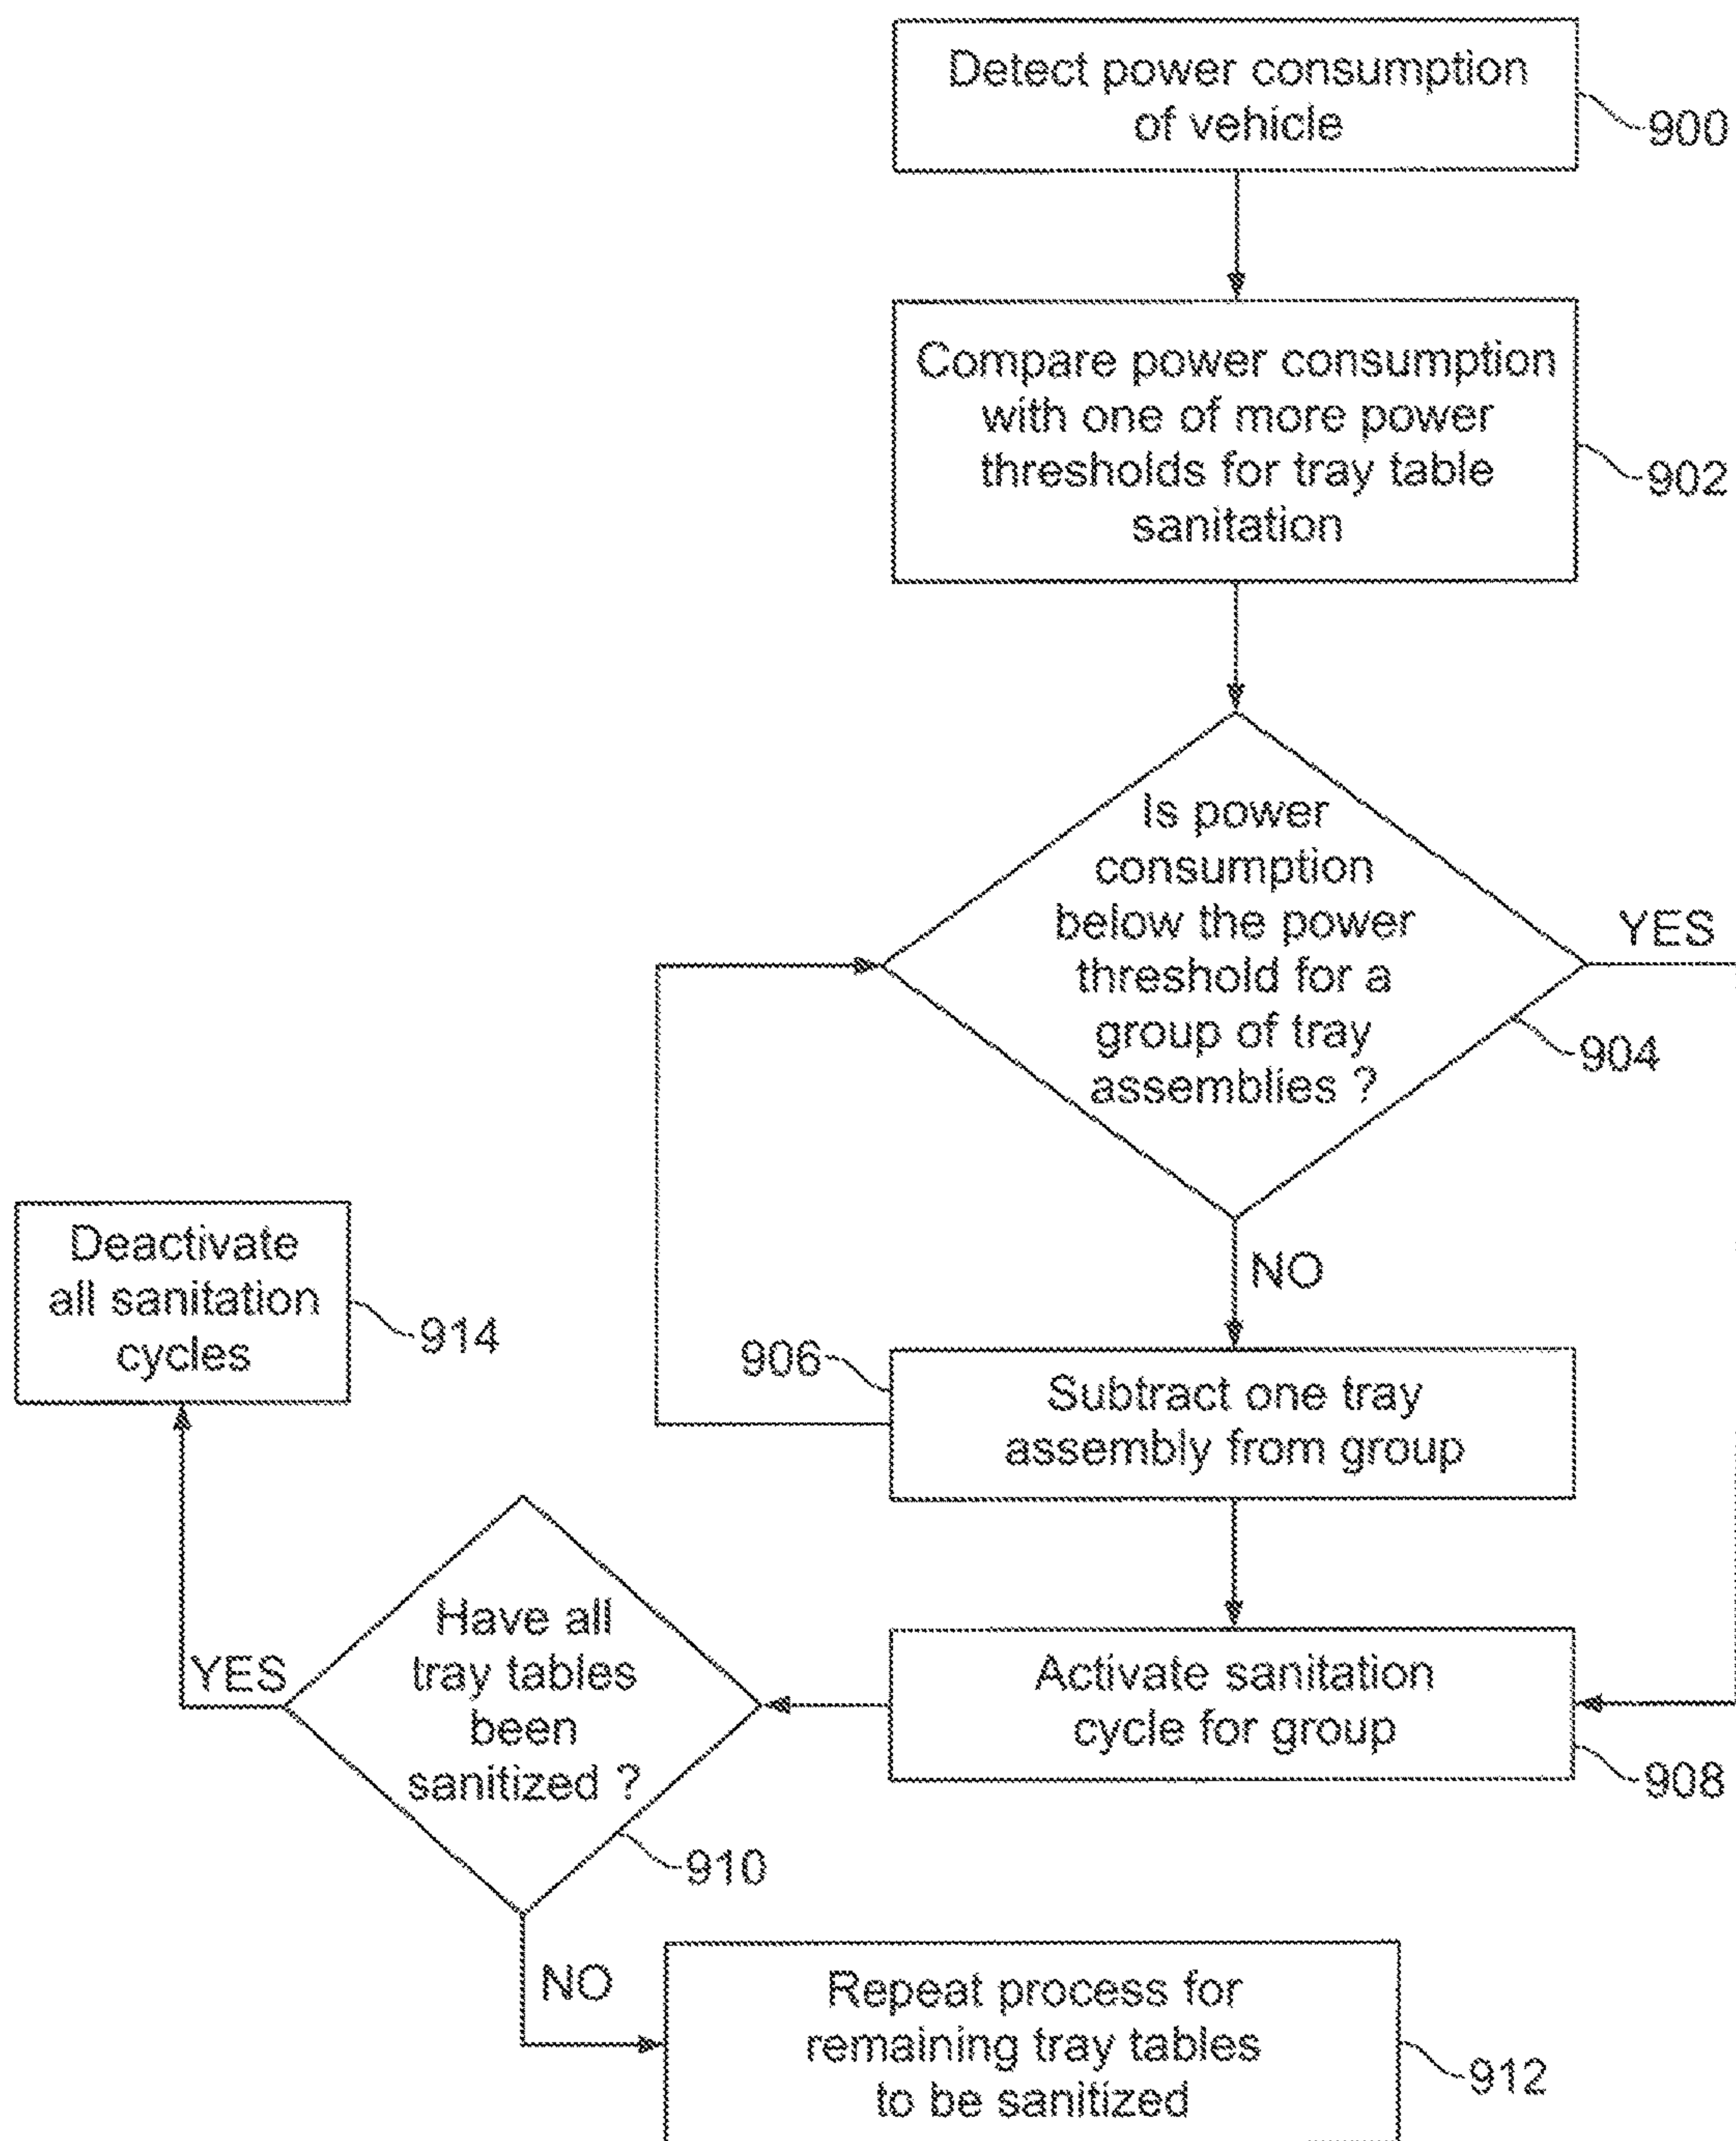 Detect power consumption
of vehicle
900
Compare power consumption
with one of more power
thresholds for tray table
sanitation
902
Is power
consumption
below the power
threshold for a
group of tray
assemblies ?
YES
904
NO
Deactivate
all sanitation
cycles
914
906
Subtract one tray
assembly from group
Have all
tray tables
been
sanitized ?
YES
Activate sanitation
cycle for group
908
910
NO
Repeat process for
remaining tray tables
to be sanitized
912